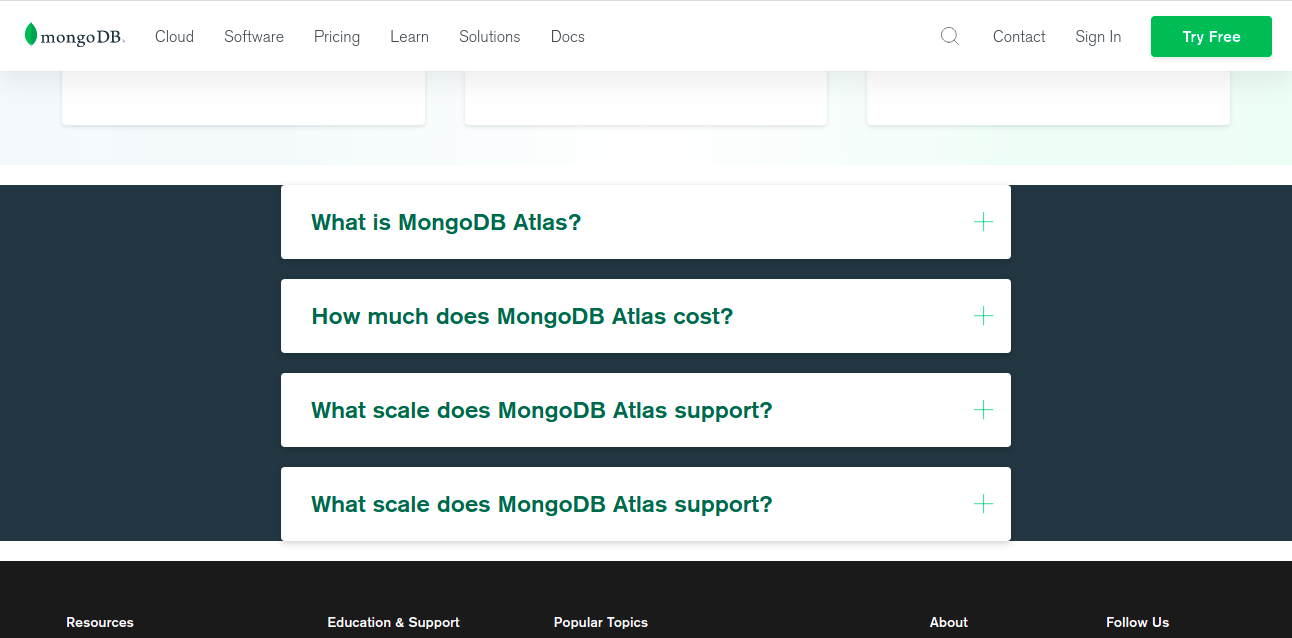 mongoDB.
Cloud Software Pricing Learn Solutions Docs Contact Sign In Try Free
What is MongoDB Atlas?
How much does MongoDB Atlas cost?
What scale does MongoDB Atlas support?
What scale does MongoDB Atlas support?
Resources Education & Support Popular Topics About Follow Us